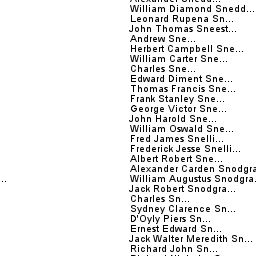 William Diamond Snedd...
Leonard Rupena Sn...
John Thomas Sneest...
Andrew Sne...
Herbert Campbell Sne...
William Carter Sne...
Charles Sne...
Edward Diment Sne...
Thomas Francis Sne...
Frank Stanley Sne...
George Victor Sne...
John Harold Sne...
William Oswald Sne...
Fred James Snelli...
Frederick Jesse Snelli...
Albert Robert Sne...
Alexander Carden Snodgra
...
William Augustus Snodgra.
Jack Robert Snodgra...
Charles Sn...
Sydney Clarence Sn...
D'Oyly Piers Sn...
Ernest Edward Sn...
Jack Walter Meredith Sn...
Richard John Sn...